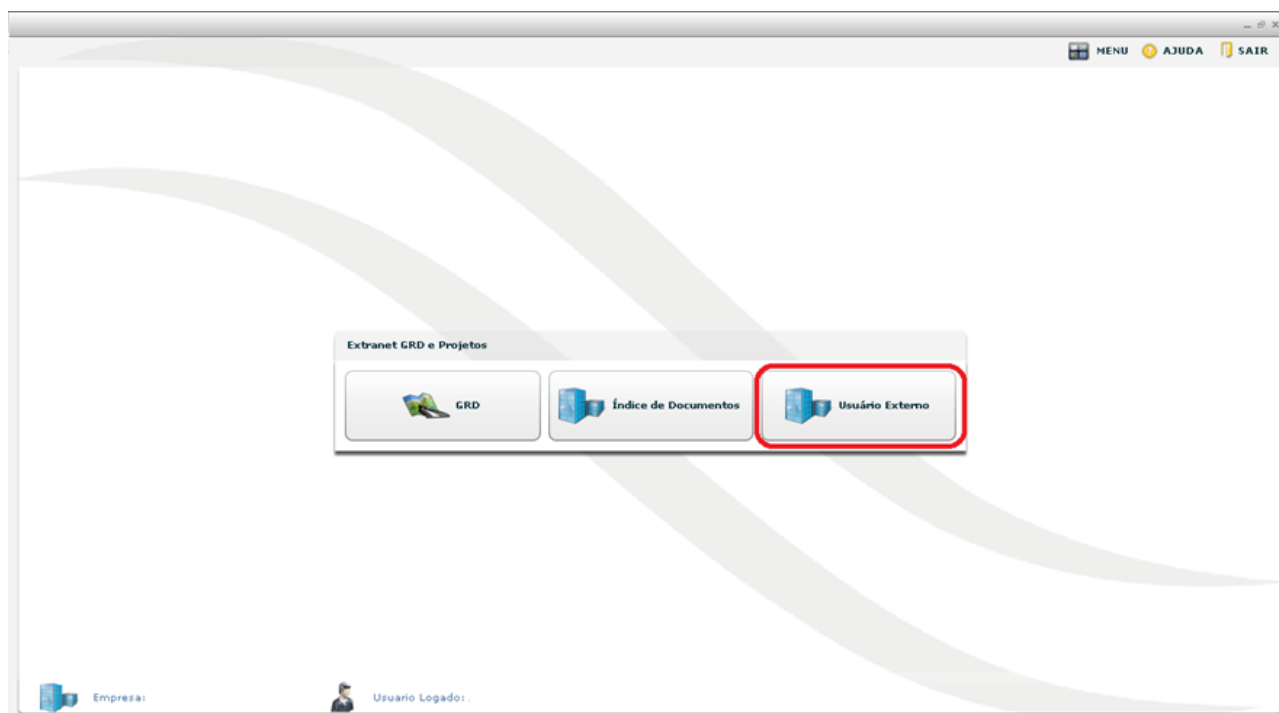 MENU AJUDA SAIR
Extranet GRD e Projetos
GRD Índice de Documentos Usuário Externo
Empresa: Usuario Logado: .